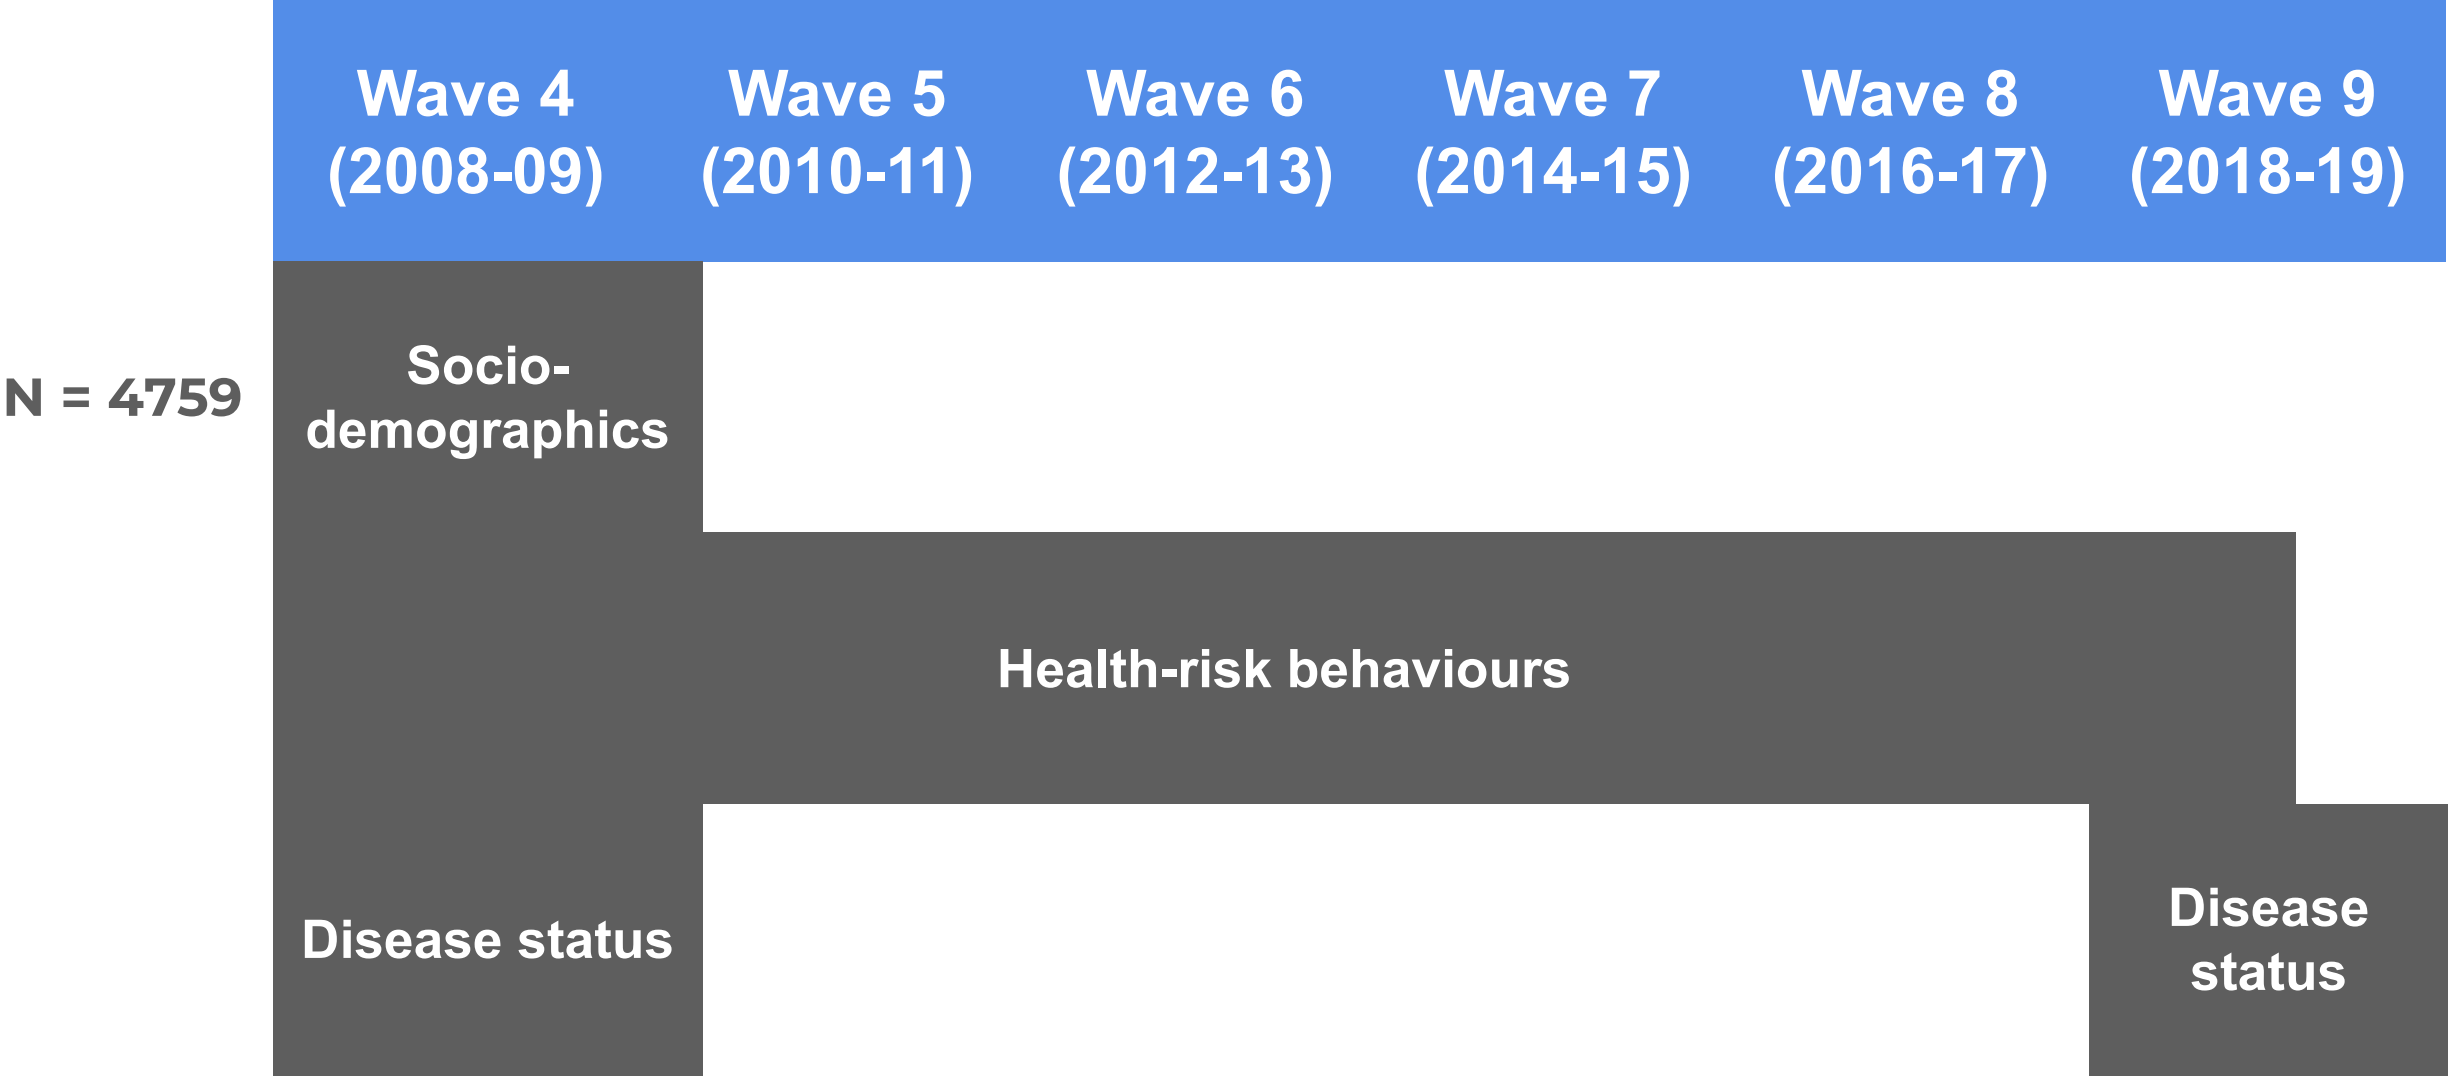 Wave 4
(2008-09)
Wave 5
(2010-11)
Wave 6
(2012-13)
Wave 7
(2014-15)
Wave 8
(2016-17)
Wave 9
(2018-19)
N = 4759
Socio-
demographics
Health-risk behaviours
Disease status
Disease
status